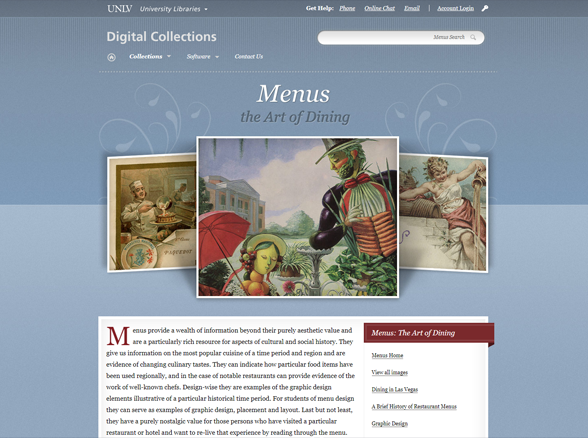 UNLV University Libraries
Get Help: Phone Online Chat Email | Account Login
Digital Collections
Menus Search
Collections Software Contact Us
Menus
the Art of Dining
PAQUEBOT
Menus provide a wealth of information beyond their purely aesthetic value and
are a particularly rich resource for aspects of cultural and social history. They
give us information on the most popular cuisine of a time period and region and are
evidence of changing culinary tastes. They can indicate how particular food items have
been used regionally, and in the case of notable restaurants can provide evidence of the
work of well-known chefs. Design-wise they are examples of the graphic design
elements illustrative of a particular historical time period. For students of menu design
they can serve as examples of graphic design, placement and layout. Last but not least,
they have a purely nostalgic value for those persons who have visited a particular
restaurant or hotel and want to re-live that experience by reading through the menu.
Menus: The Art of Dining
Menus Home
View all images
Dining in Las Vegas
A Brief History of Restaurant Menus
Graphic Design